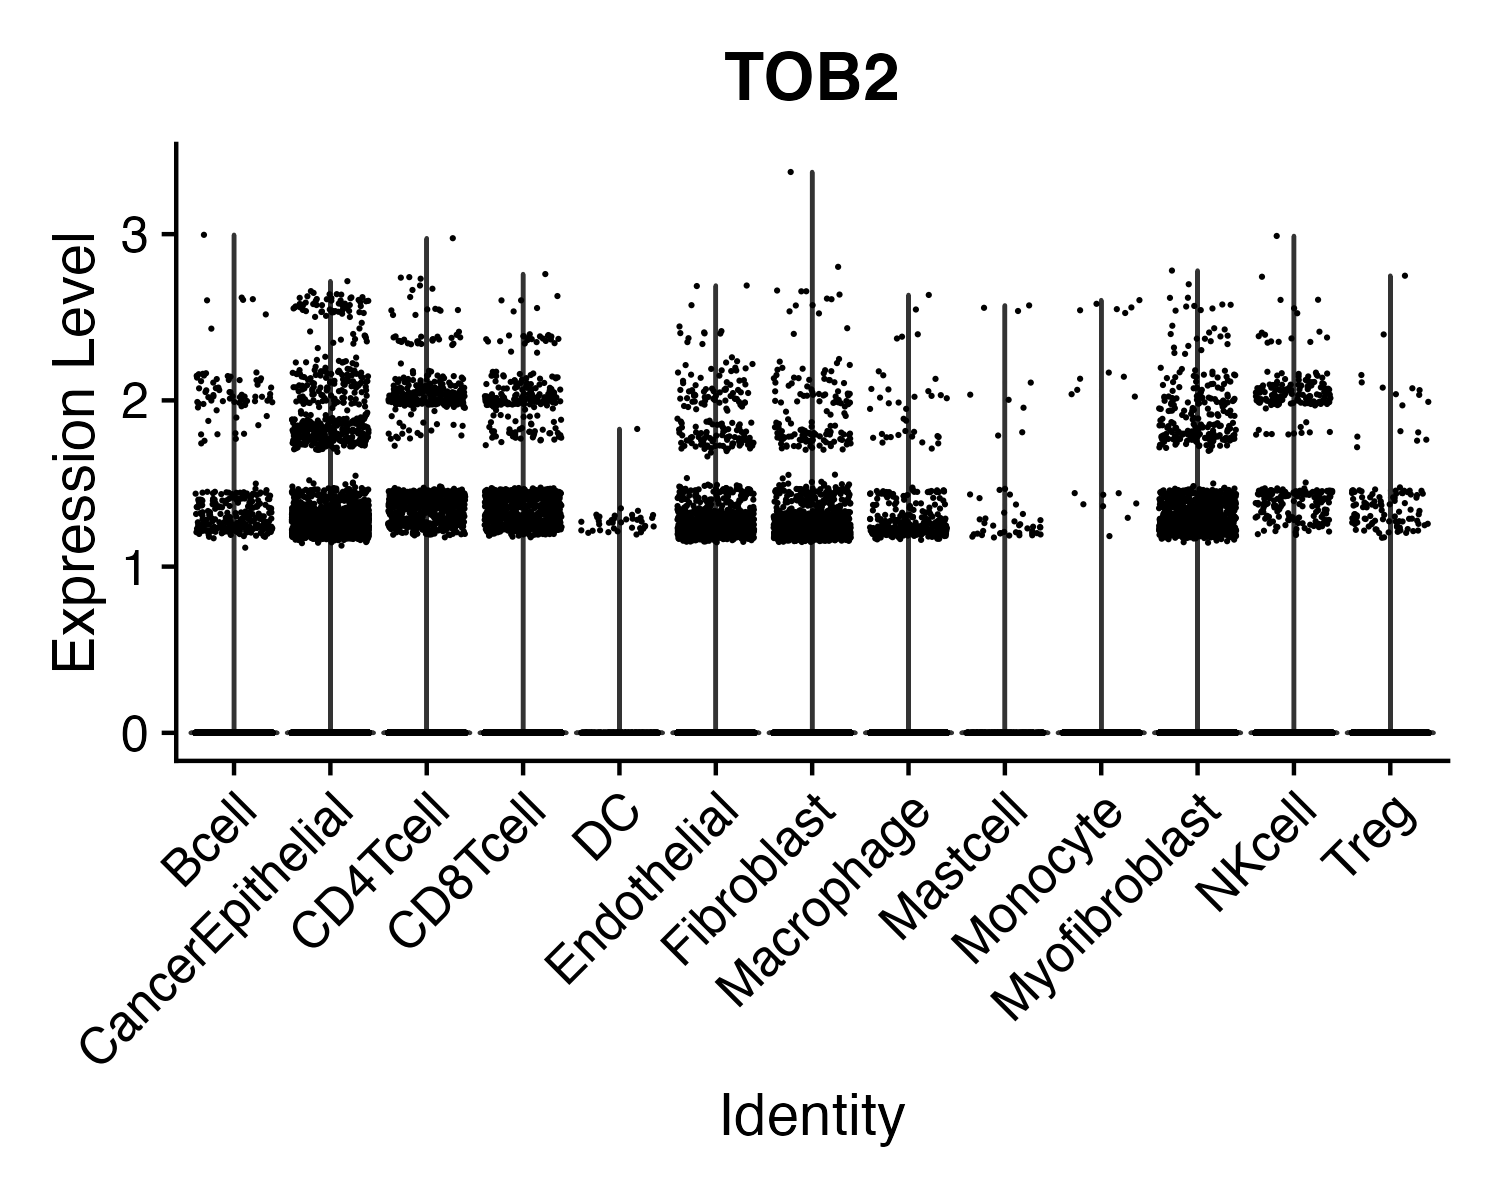 TOB2
Expression Level
3
2
1
0
Bcell
CancerEpithelial
CD4Tcell
CD8Tcell
DC
Endothelial
Fibroblast
Macrophage
Mastcell
Monocyte
Myofibroblast
NKcell
Treg
Identity